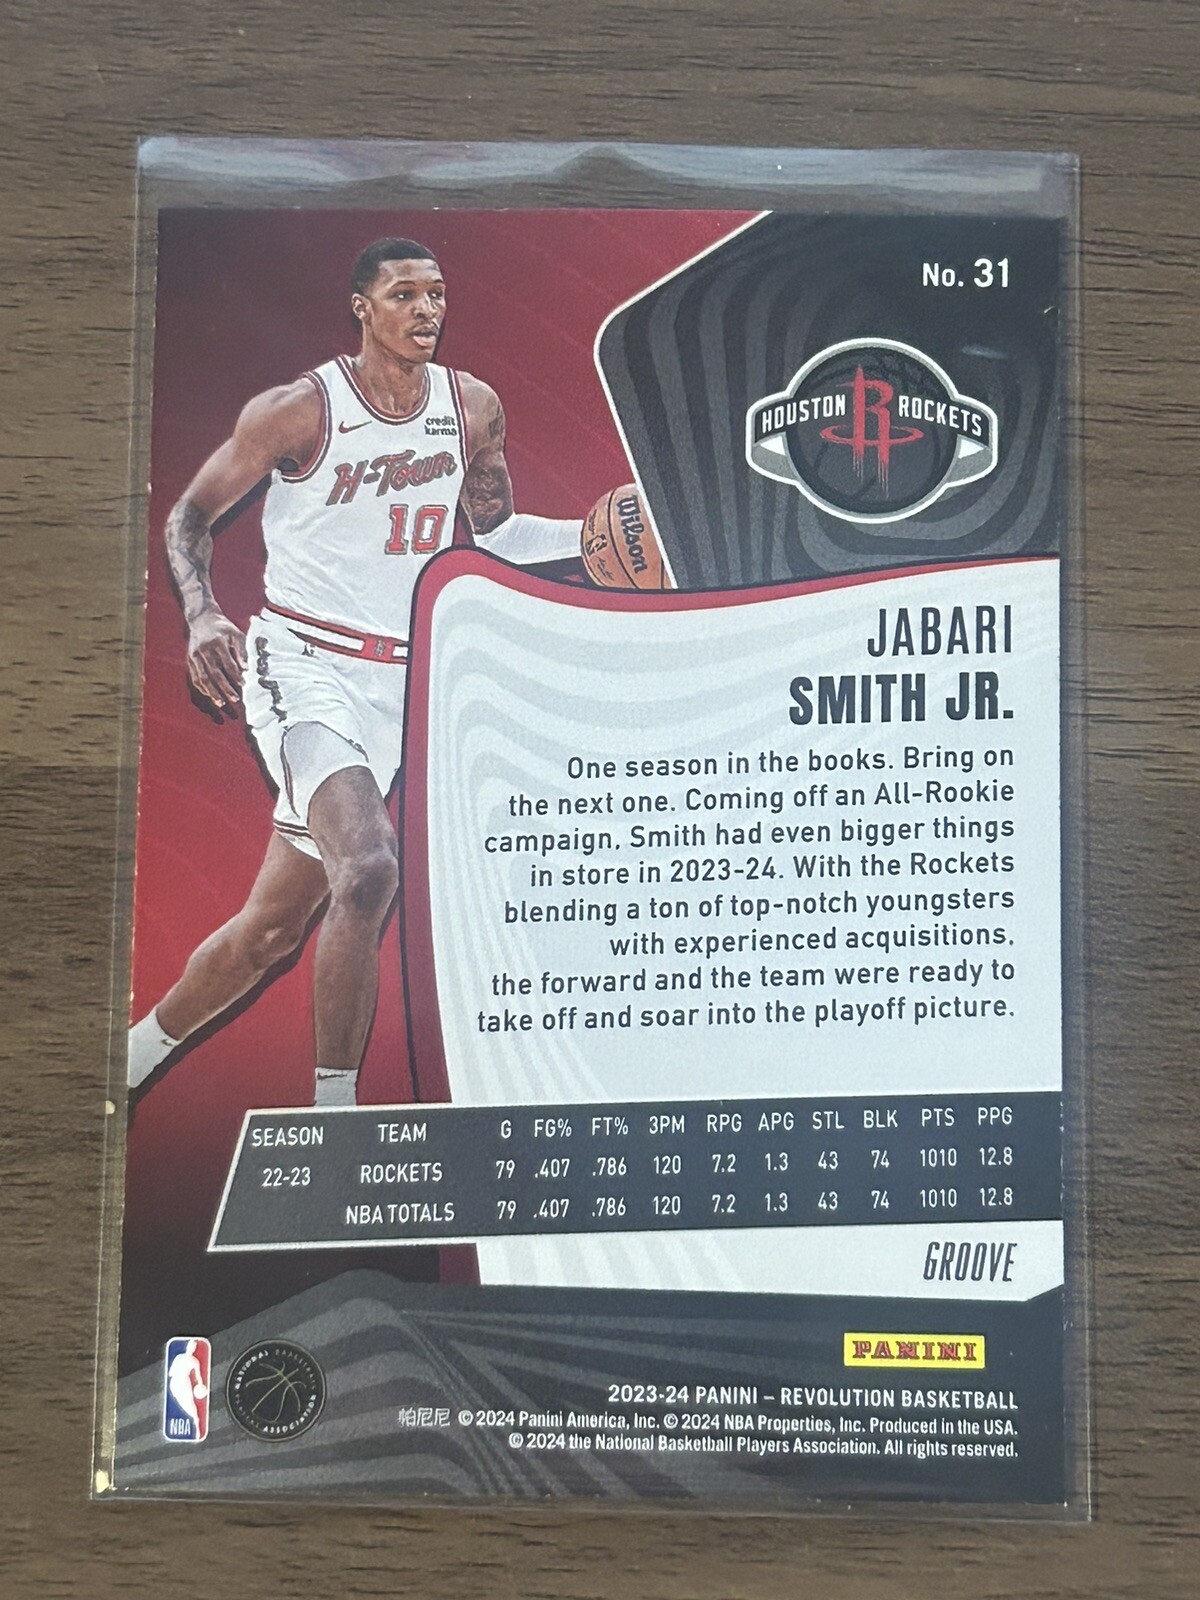 No. 31
HOUSTON R ROCKETS
credit
karma
H-Town
10
Wilson
JABARI
SMITH JR.
One season in the books. Bring on
the next one. Coming off an All-Rookie
campaign, Smith had even bigger things
in store in 2023-24. With the Rockets
blending a ton of top-notch youngsters
with experienced acquisitions,
the forward and the team were ready to
take off and soar into the playoff picture.
SEASON TEAM G FG% FT% 3PM RPG APG STL BLK PTS PPG
22-23 ROCKETS 79 .407 .786 120 7.2 1.3 43 74 1010 12.8
NBA TOTALS 79 .407 .786 120 7.2 1.3 43 74 1010 12.8
GROOVE
PANINI
NBA
2023-24 PANINI – REVOLUTION BASKETBALL
帕尼尼 © 2024 Panini America, Inc. © 2024 NBA Properties, Inc. Produced in the USA.
© 2024 the National Basketball Players Association. All rights reserved.